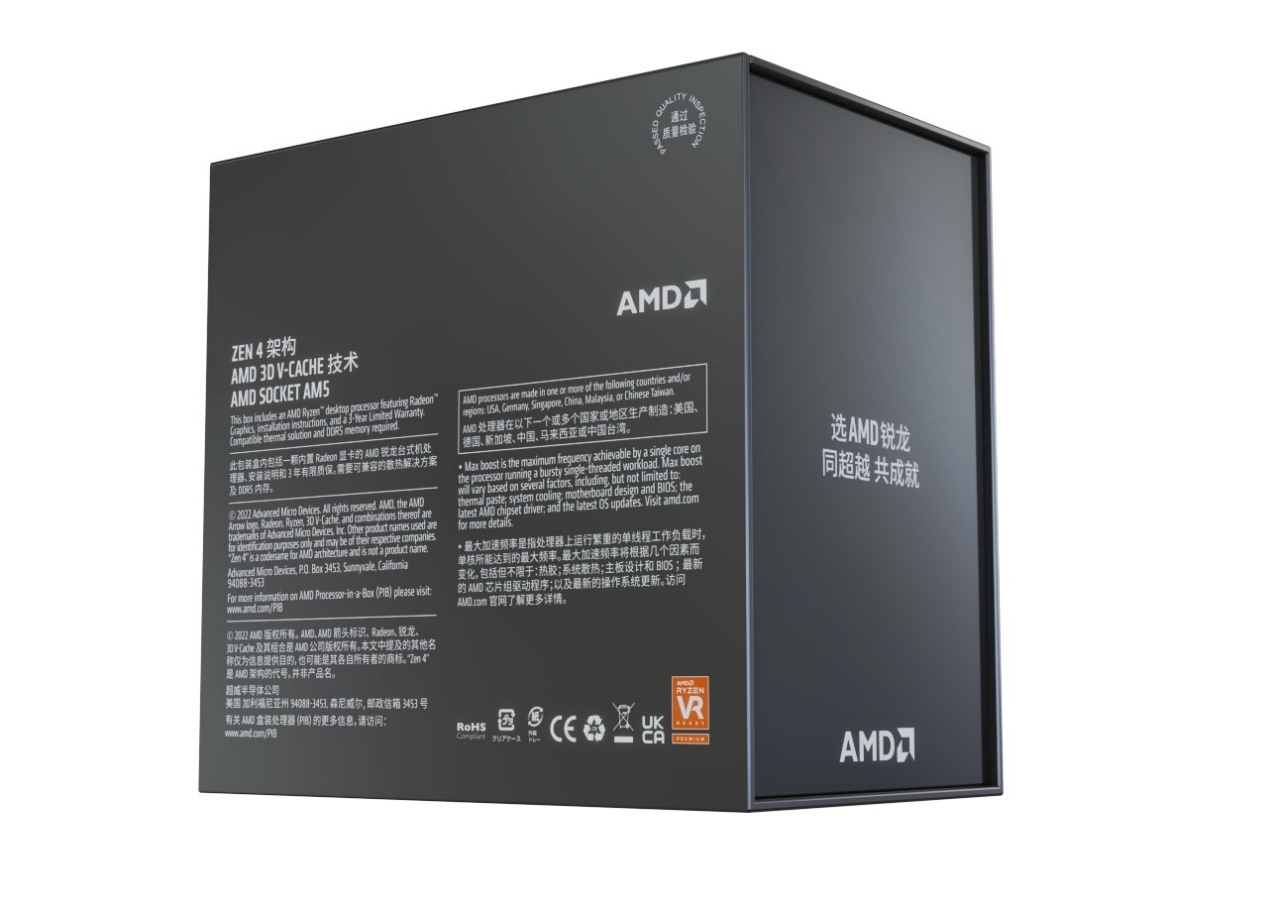 PASSED QUALITY INSPECTION
通过
质量检验
AMD
ZEN 4 架构
AMD 3D V-CACHE 技术
AMD SOCKET AM5
This box includes an AMD Ryzen™ desktop processor featuring Radeon™
Graphics, installation instructions, and a 3-Year Limited Warranty.
Compatible thermal solution and DDR5 memory required.
此包装盒内包括一颗内置 Radeon 显卡的 AMD 锐龙台式机处
理器、安装说明和 3 年有限质保。需要可兼容的散热解决方案
及 DDR5 内存。
© 2022 Advanced Micro Devices. All rights reserved. AMD, the AMD
Arrow logo, Radeon, Ryzen, 3D V-Cache, and combinations thereof are
trademarks of Advanced Micro Devices, Inc. Other product names used are
for identification purposes only and may be of their respective companies.
"Zen 4" is a codename for AMD architecture and is not a product name.
Advanced Micro Devices, P.O. Box 3453, Sunnyvale, California
94088-3453
For more information on AMD Processor-in-a-Box (PIB) please visit:
www.amd.com/PIB
© 2022 AMD 版权所有。AMD、AMD 箭头标识、Radeon、锐龙、
3D V-Cache 及其组合是 AMD 公司版权所有。本文中提及的其他名
称仅为信息提供目的,也可能是其各自所有者的商标。"Zen 4"
是 AMD 架构的代号,并非产品名。
超威半导体公司
美国 加利福尼亚州 94088-3453, 森尼威尔, 邮政信箱 3453 号
有关 AMD 盒装处理器 (PIB) 的更多信息,请访问:
www.amd.com/PIB
AMD processors are made in one or more of the following countries and/or
regions: USA, Germany, Singapore, China, Malaysia, or Chinese Taiwan.
AMD 处理器在以下一个或多个国家或地区生产制造:美国、
德国、新加坡、中国、马来西亚或中国台湾。
• Max boost is the maximum frequency achievable by a single core on
the processor running a bursty single-threaded workload. Max boost
will vary based on several factors, including, but not limited to:
thermal paste; system cooling; motherboard design and BIOS; the
latest AMD chipset driver; and the latest OS updates. Visit amd.com
for more details.
• 最大加速频率是指处理器上运行繁重的单线程工作负载时,
单核所能达到的最大频率。最大加速频率将根据几个因素而
变化,包括但不限于:热胶;系统散热;主板设计和 BIOS;最新
的 AMD 芯片组驱动程序;以及最新的操作系统更新。访问
AMD.com 官网了解更多详情。
RoHS
Compliant
プラ
クリアケース
紙
外箱
トレー
CE
UK
CA
AMD
RYZEN
VR
READY
PREMIUM
选AMD锐龙
同超越 共成就
AMD